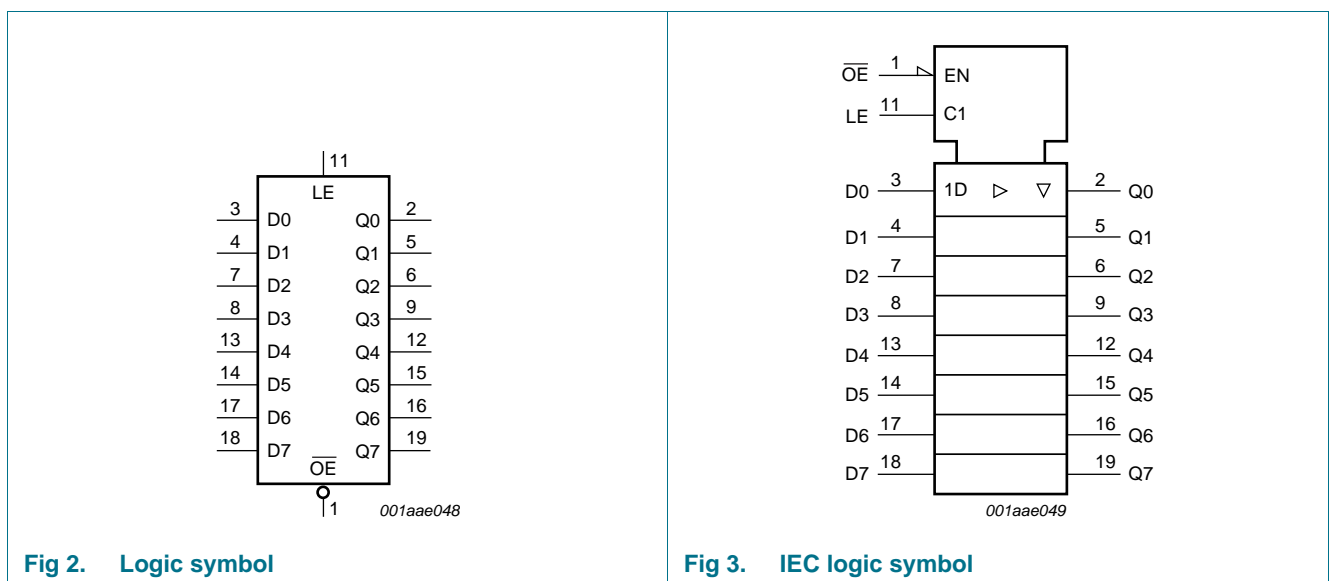 11
LE
3 D0 Q0 2
4 D1 Q1 5
7 D2 Q2 6
8 D3 Q3 9
13 D4 Q4 12
14 D5 Q5 15
17 D6 Q6 16
18 D7 Q7 19
OE
1
001aae048
Fig 2. Logic symbol
OE 1 EN
LE 11 C1
D0 3 1D 2 Q0
D1 4 5 Q1
D2 7 6 Q2
D3 8 9 Q3
D4 13 12 Q4
D5 14 15 Q5
D6 17 16 Q6
D7 18 19 Q7
001aae049
Fig 3. IEC logic symbol